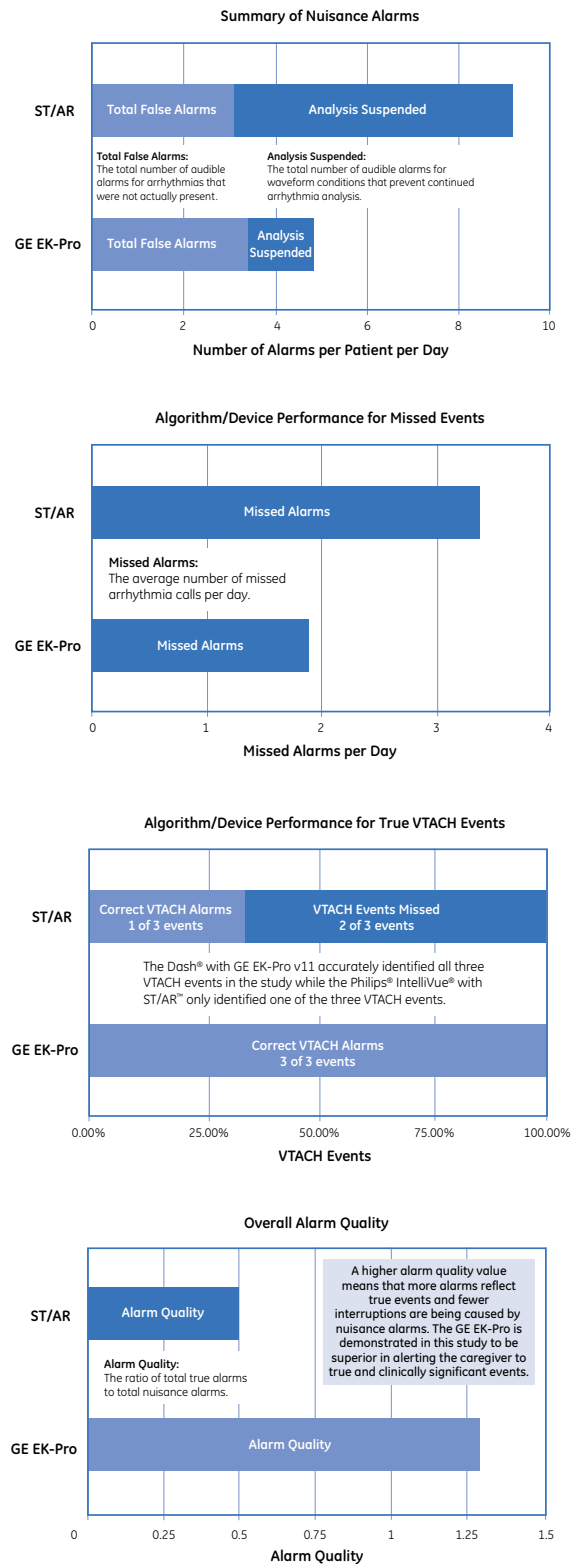 Summary of Nuisance Alarms
ST/AR
Total False Alarms
Analysis Suspended
Total False Alarms:
The total number of audible
alarms for arrhythmias that
were not actually present.
Analysis Suspended:
The total number of audible alarms for
waveform conditions that prevent continued
arrhythmia analysis.
GE EK-Pro
Total False Alarms
Analysis
Suspended
0 2 4 6 8 10
Number of Alarms per Patient per Day
Algorithm/Device Performance for Missed Events
ST/AR
Missed Alarms
Missed Alarms:
The average number of missed
arrhythmia calls per day.
GE EK-Pro
Missed Alarms
0 1 2 3 4
Missed Alarms per Day
Algorithm/Device Performance for True VTACH Events
ST/AR
Correct VTACH Alarms
1 of 3 events
VTACH Events Missed
2 of 3 events
The Dash® with GE EK-Pro v11 accurately identified all three
VTACH events in the study while the Philips® IntelliVue® with
ST/AR™ only identified one of the three VTACH events.
GE EK-Pro
Correct VTACH Alarms
3 of 3 events
0.00% 25.00% 50.00% 75.00% 100.00%
VTACH Events
Overall Alarm Quality
ST/AR
Alarm Quality
A higher alarm quality value
means that more alarms reflect
true events and fewer
interruptions are being caused by
nuisance alarms. The GE EK-Pro is
demonstrated in this study to be
superior in alerting the caregiver to
true and clinically significant events.
Alarm Quality:
The ratio of total true alarms
to total nuisance alarms.
GE EK-Pro
Alarm Quality
0 0.25 0.5 0.75 1 1.25 1.5
Alarm Quality